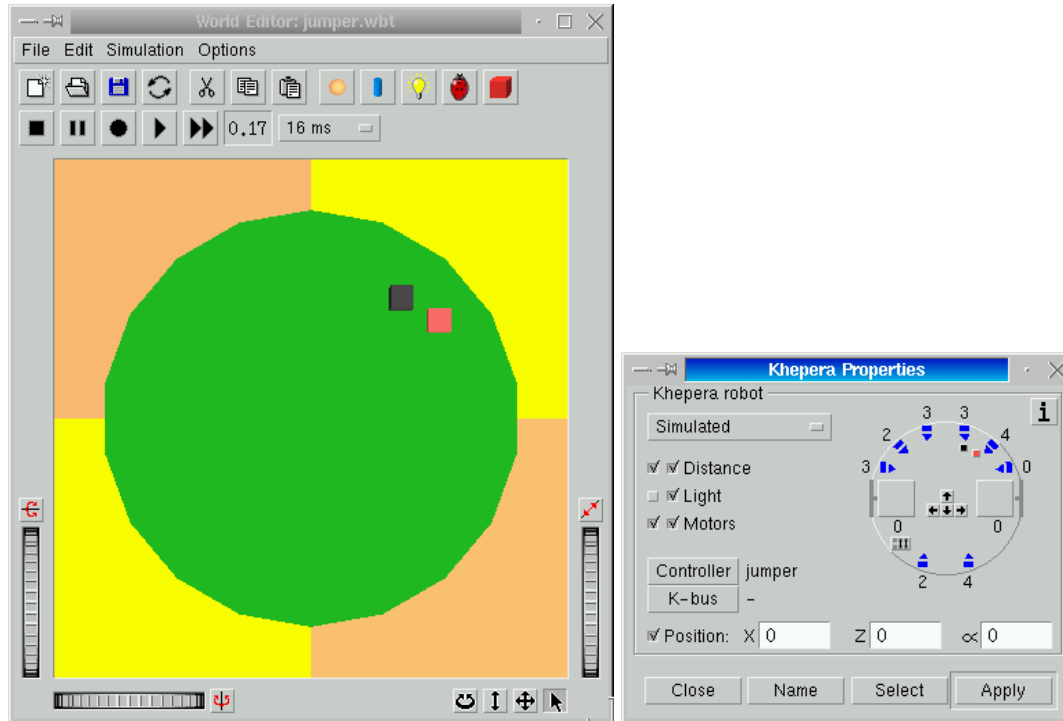 World Editor: jumper.wbt
File Edit Simulation Options
0.17 16 ms
Khepera Properties
Khepera robot
i
Simulated
3 3
2 4
3 0
Distance
Light
Motors
0 0
2 4
Controller jumper
K-bus –
Position: X 0 Z 0 ∝ 0
Close Name Select Apply